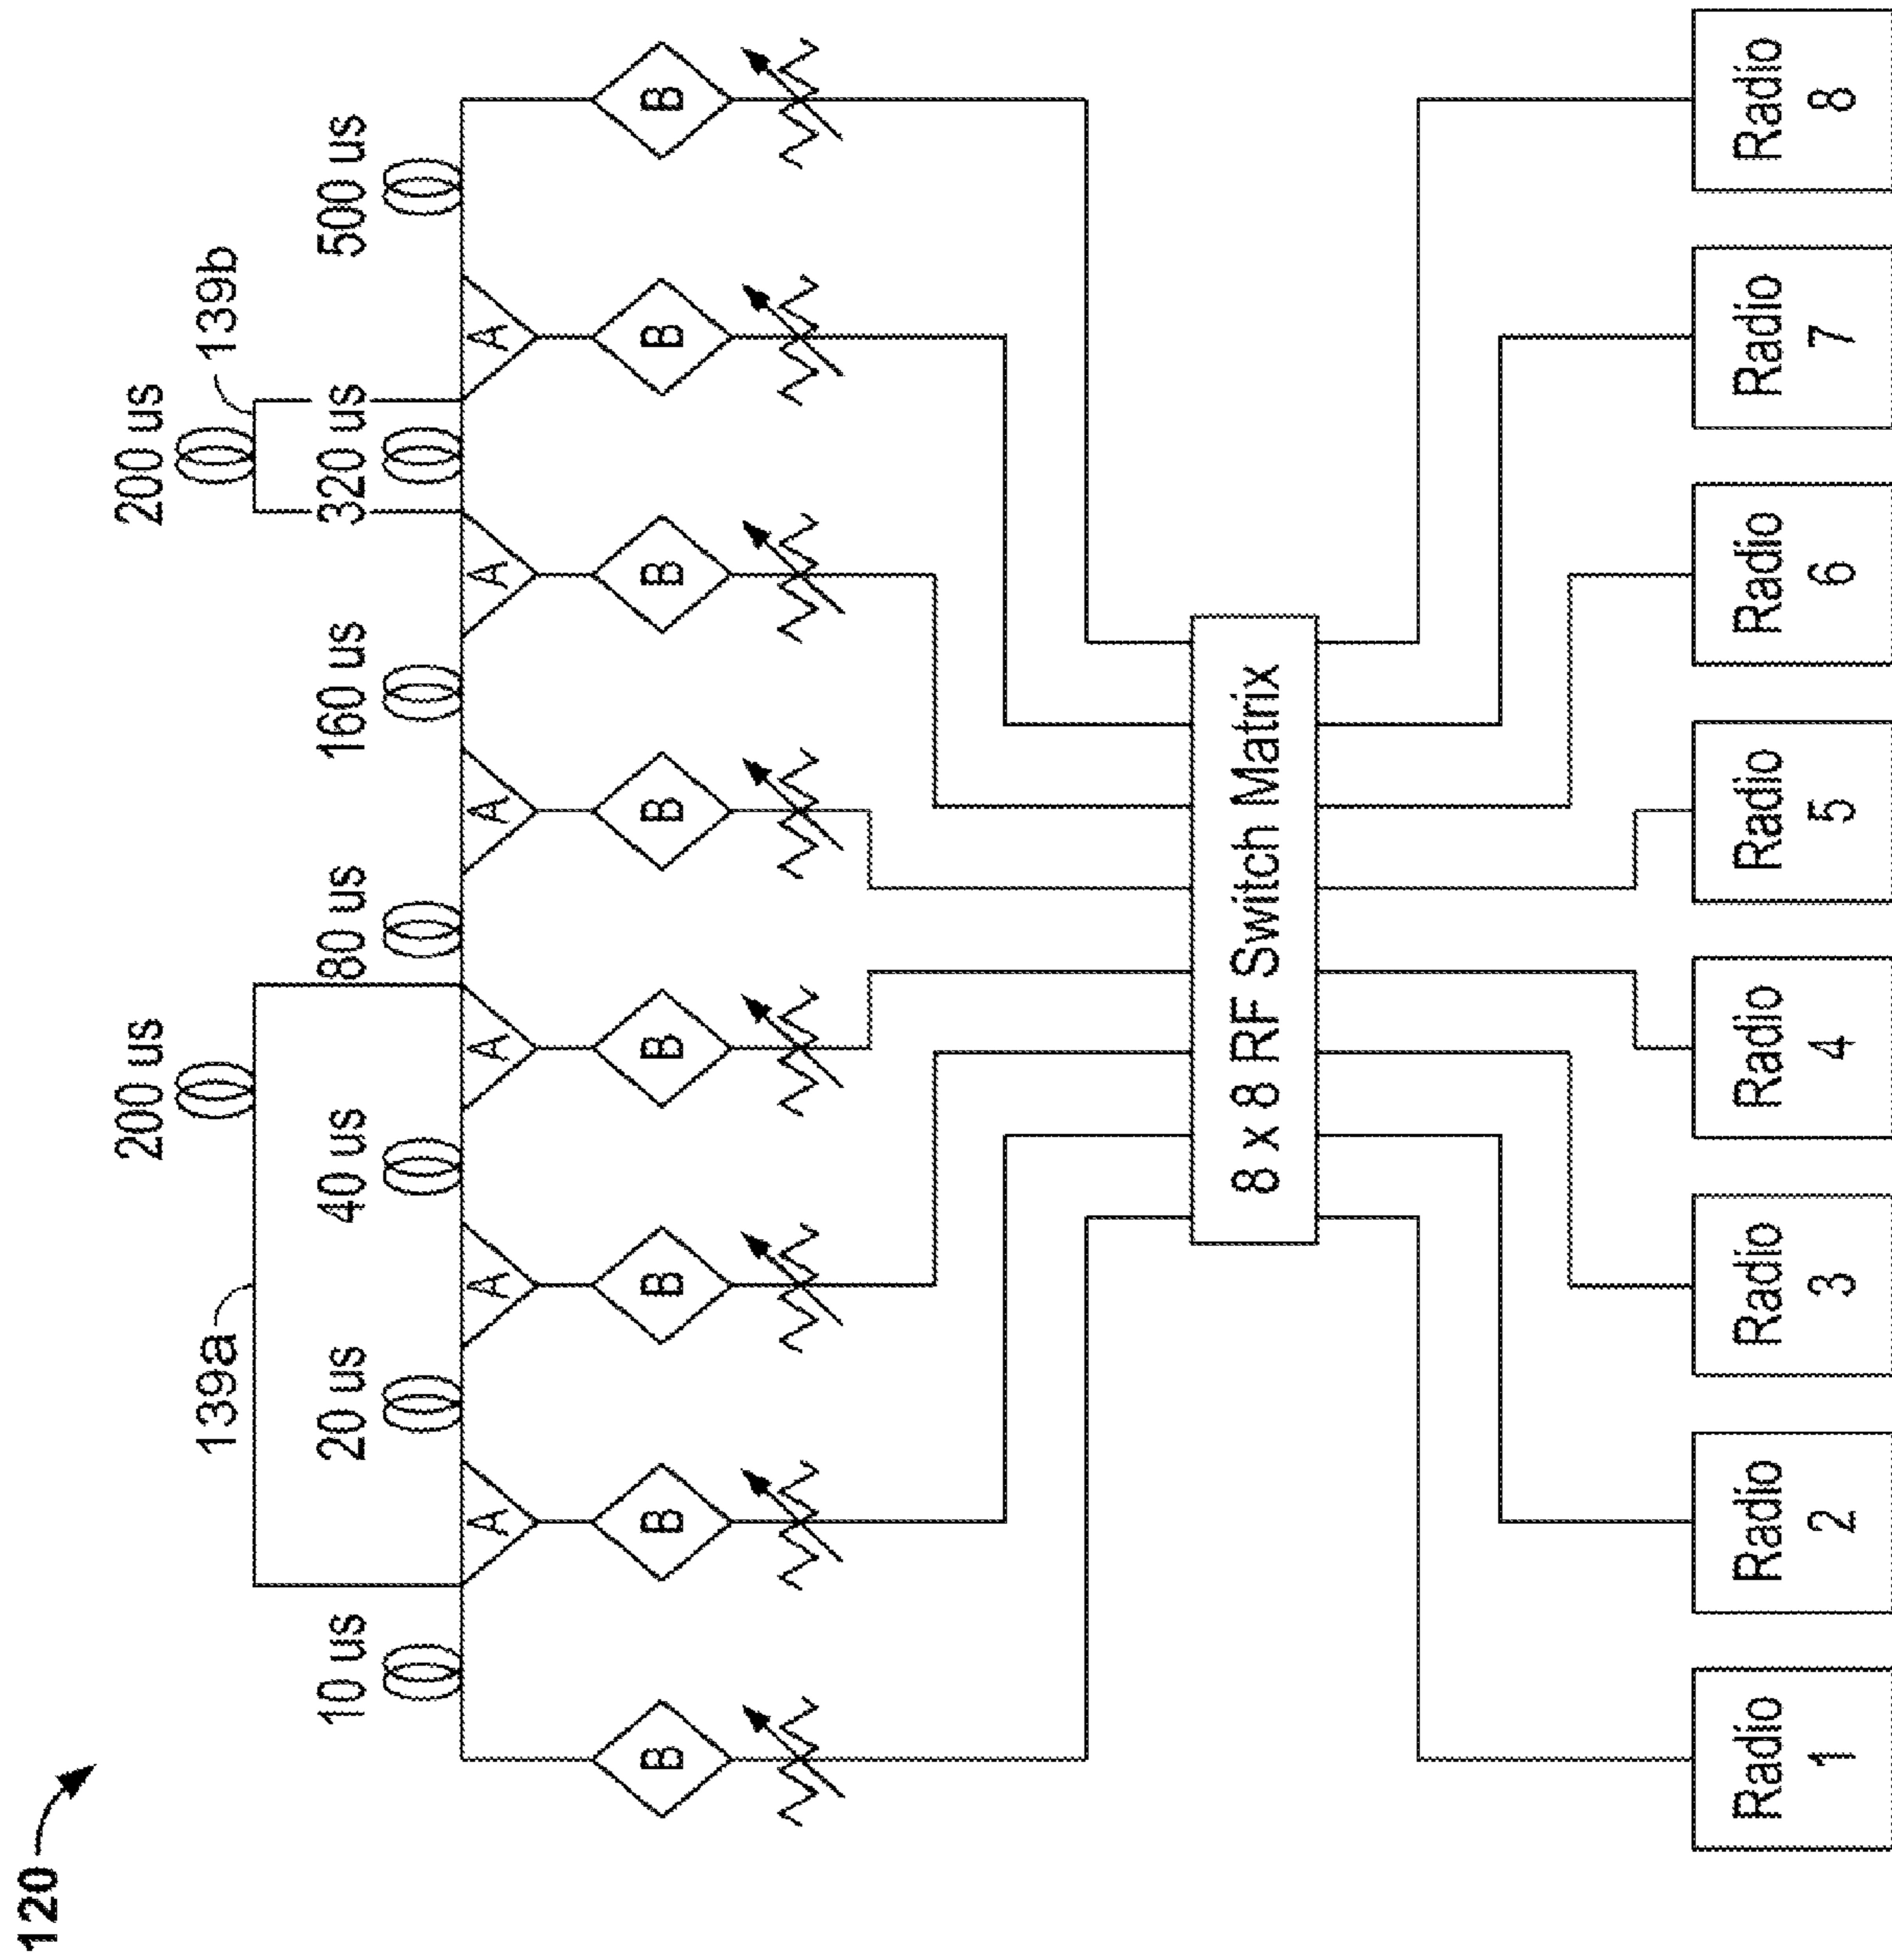 120
200 us
200 us
139a
139b
10 us
20 us
40 us
80 us
160 us
320 us
500 us
A
A
A
A
A
A
B
B
B
B
B
B
B
B
8 x 8 RF Switch Matrix
Radio
1
Radio
2
Radio
3
Radio
4
Radio
5
Radio
6
Radio
7
Radio
8